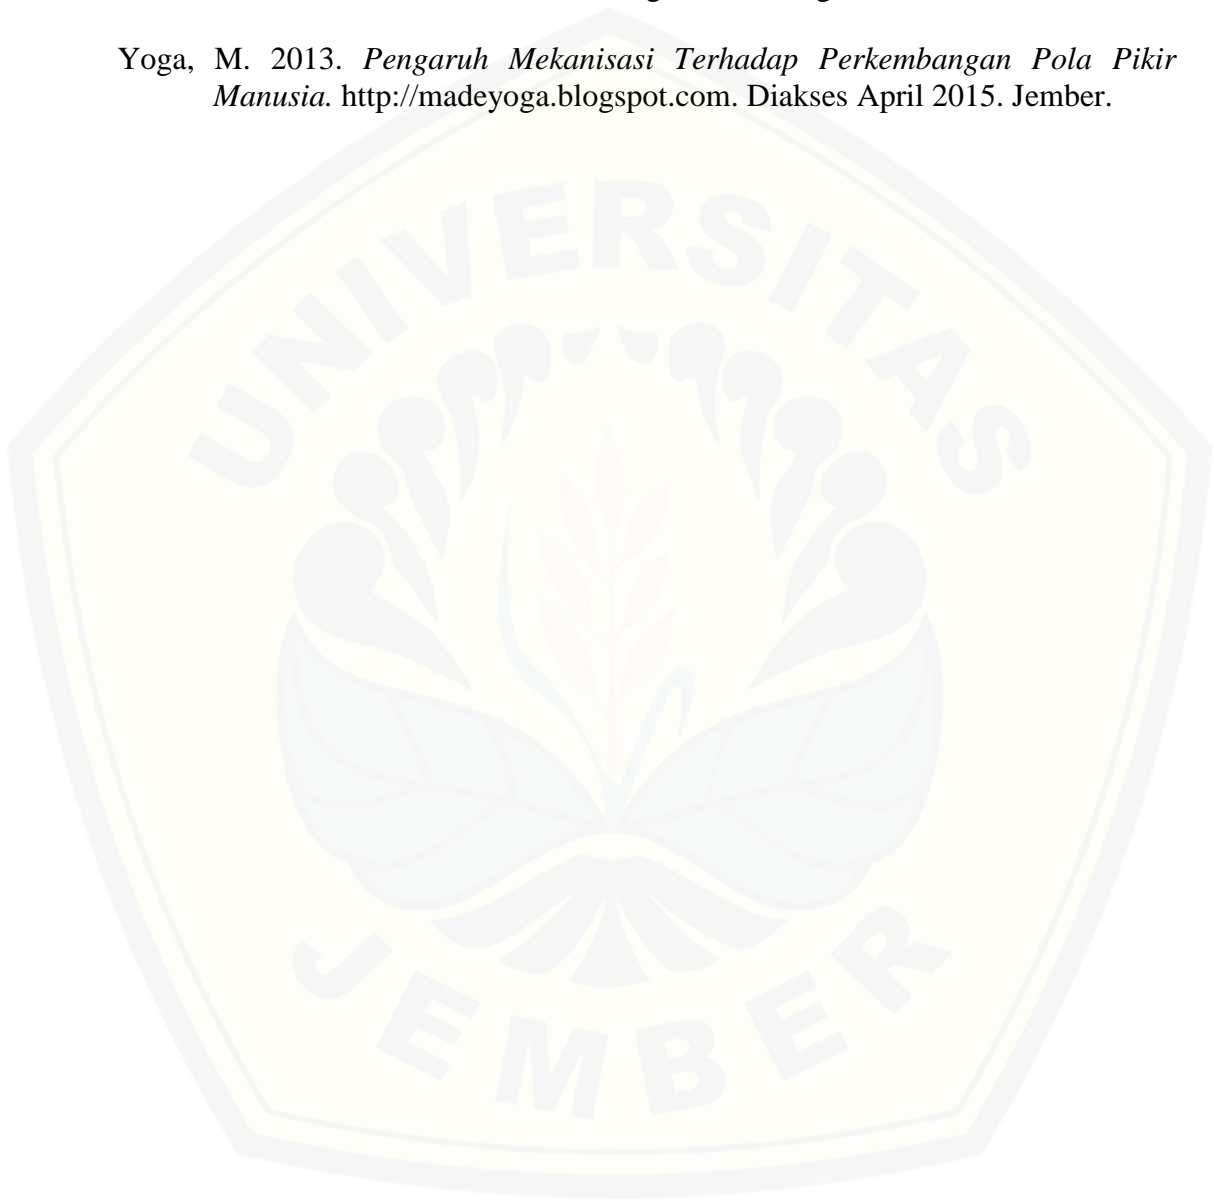 Yoga, M. 2013. Pengaruh Mekanisasi Terhadap Perkembangan Pola Pikir
Manusia. http://madeyoga.blogspot.com. Diakses April 2015. Jember.
UNIVERSITAS
JEMBER